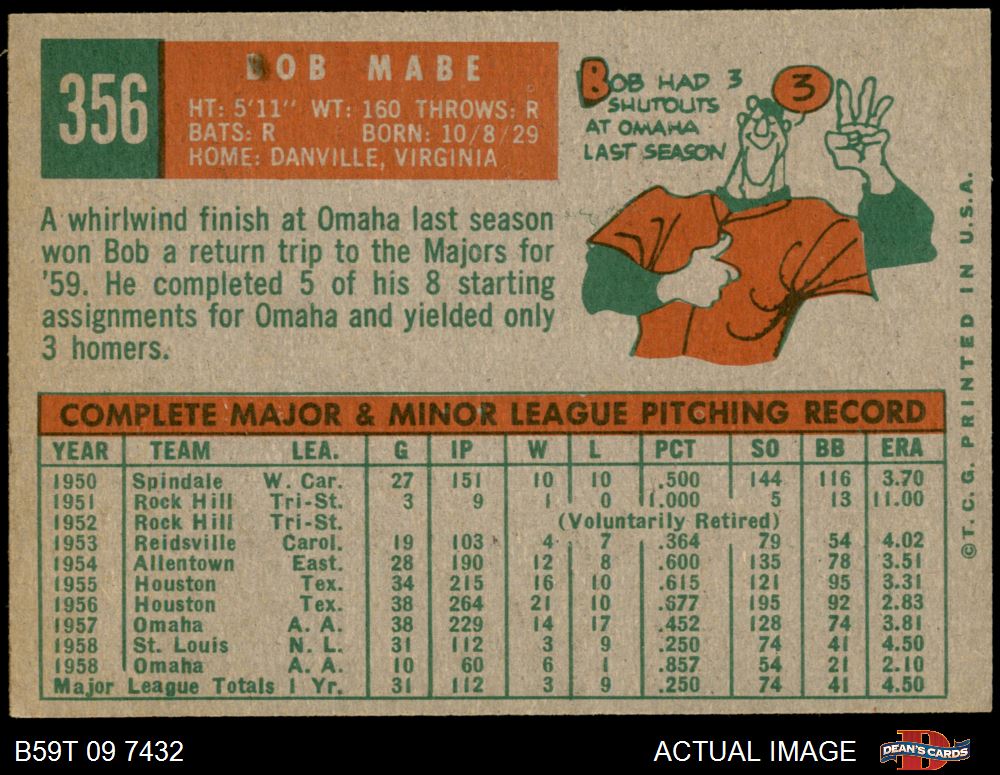 356
BOB MABE
HT: 5'11" WT: 160 THROWS: R
BATS: R BORN: 10/8/29
HOME: DANVILLE, VIRGINIA
BOB HAD 3
SHUTOUTS
AT OMAHA
LAST SEASON
3
A whirlwind finish at Omaha last season
won Bob a return trip to the Majors for
'59. He completed 5 of his 8 starting
assignments for Omaha and yielded only
3 homers.
COMPLETE MAJOR & MINOR LEAGUE PITCHING RECORD
YEAR TEAM LEA. G IP W L PCT SO BB ERA
1950 Spindale W. Car. 27 151 10 10 .500 144 116 3.70
1951 Rock Hill Tri-St. 3 9 1 0 1.000 5 13 11.00
1952 Rock Hill Tri-St. (Voluntarily Retired)
1953 Reidsville Carol. 19 103 4 7 .364 79 54 4.02
1954 Allentown East. 28 190 12 8 .600 135 78 3.51
1955 Houston Tex. 34 215 16 10 .615 121 95 3.31
1956 Houston Tex. 38 264 21 10 .677 195 92 2.83
1957 Omaha A. A. 38 229 14 17 .452 128 74 3.81
1958 St. Louis N. L. 31 112 3 9 .250 74 41 4.50
1958 Omaha A. A. 10 60 6 1 .857 54 21 2.10
Major League Totals 1 Yr. 31 112 3 9 .250 74 41 4.50
© T. C. G. PRINTED IN U.S.A.
B59T 09 7432
ACTUAL IMAGE
DEAN'S CARDS